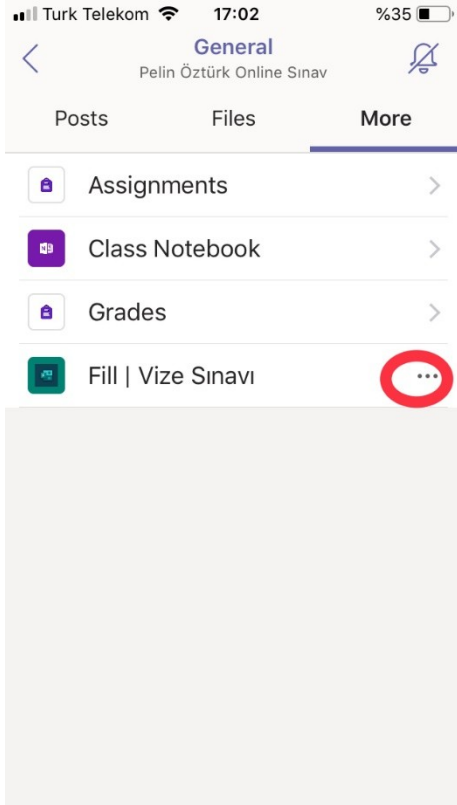 Turk Telekom 17:02 %35
General
Pelin Öztürk Online Sınav
Posts Files More
Assignments
Class Notebook
Grades
Fill | Vize Sınavı